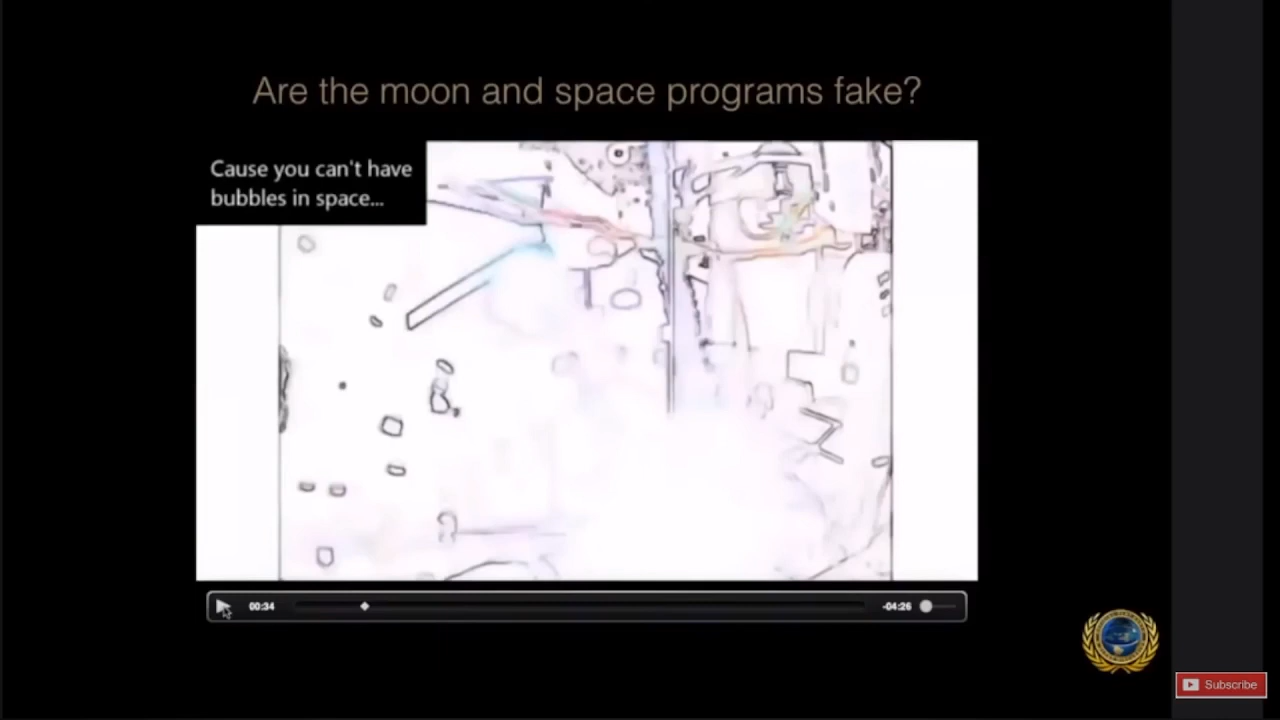 Are the moon and space programs fake?
Cause you can't have
bubbles in space...
00:34
-04:26
Subscribe